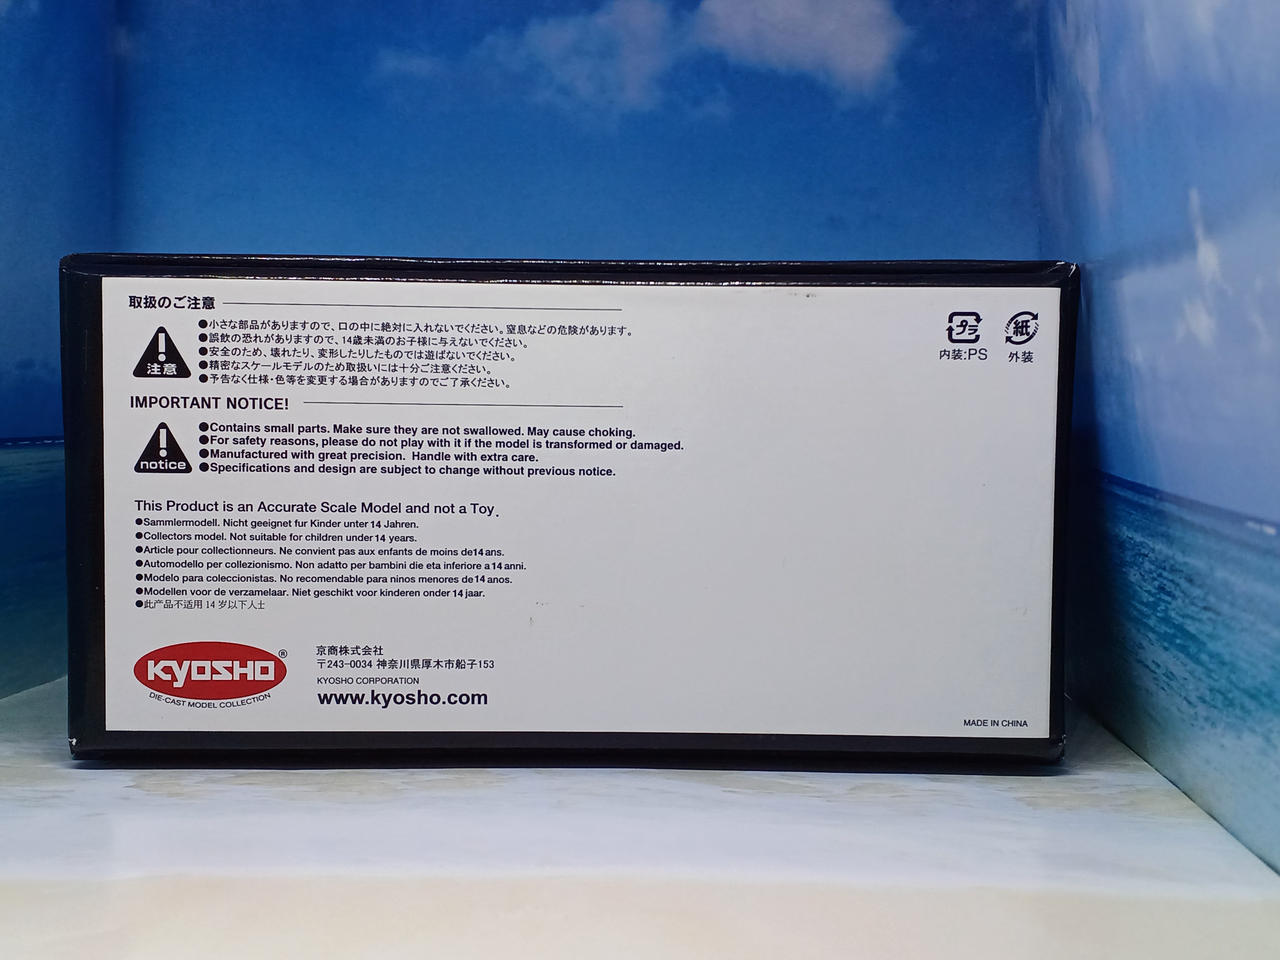 取扱のご注意
注意
●小さな部品がありますので、口の中に絶対に入れないでください。窒息などの危険があります。
●誤飲の恐れがありますので、14歳未満のお子様に与えないでください。
●安全のため、壊れたり、変形したりしたものでは遊ばないでください。
●精密なスケールモデルのため取扱いには十分ご注意ください。
●予告なく仕様・色等を変更する場合がありますのでご了承ください。
プラ
内装:PS
紙
外装
IMPORTANT NOTICE!
notice
●Contains small parts. Make sure they are not swallowed. May cause choking.
●For safety reasons, please do not play with it if the model is transformed or damaged.
●Manufactured with great precision. Handle with extra care.
●Specifications and design are subject to change without previous notice.
This Product is an Accurate Scale Model and not a Toy.
●Sammlermodell. Nicht geeignet fur Kinder unter 14 Jahren.
●Collectors model. Not suitable for children under 14 years.
●Article pour collectionneurs. Ne convient pas aux enfants de moins de14 ans.
●Automodello per collezionismo. Non adatto per bambini die eta inferiore a 14 anni.
●Modelo para coleccionistas. No recomendable para ninos menores de 14 anos.
●Modellen voor de verzamelaar. Niet geschikt voor kinderen onder 14 jaar.
●此产品不适用 14 岁以下人士
KYOSHO®
DIE-CAST MODEL COLLECTION
京商株式会社
〒243-0034 神奈川県厚木市船子153
KYOSHO CORPORATION
www.kyosho.com
MADE IN CHINA